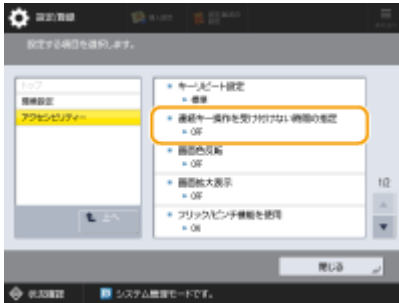 設定/登録
設定する項目を選択します。
トップ
環境設定
アクセシビリティー
上へ
キーリピート設定
標準
連続キー操作を受け付けない時間の指定
OFF
画面色反転
OFF
画面拡大表示
OFF
フリック/ピンチ機能を使用
ON
1/2
閉じる
状況確認
システム管理モードです。